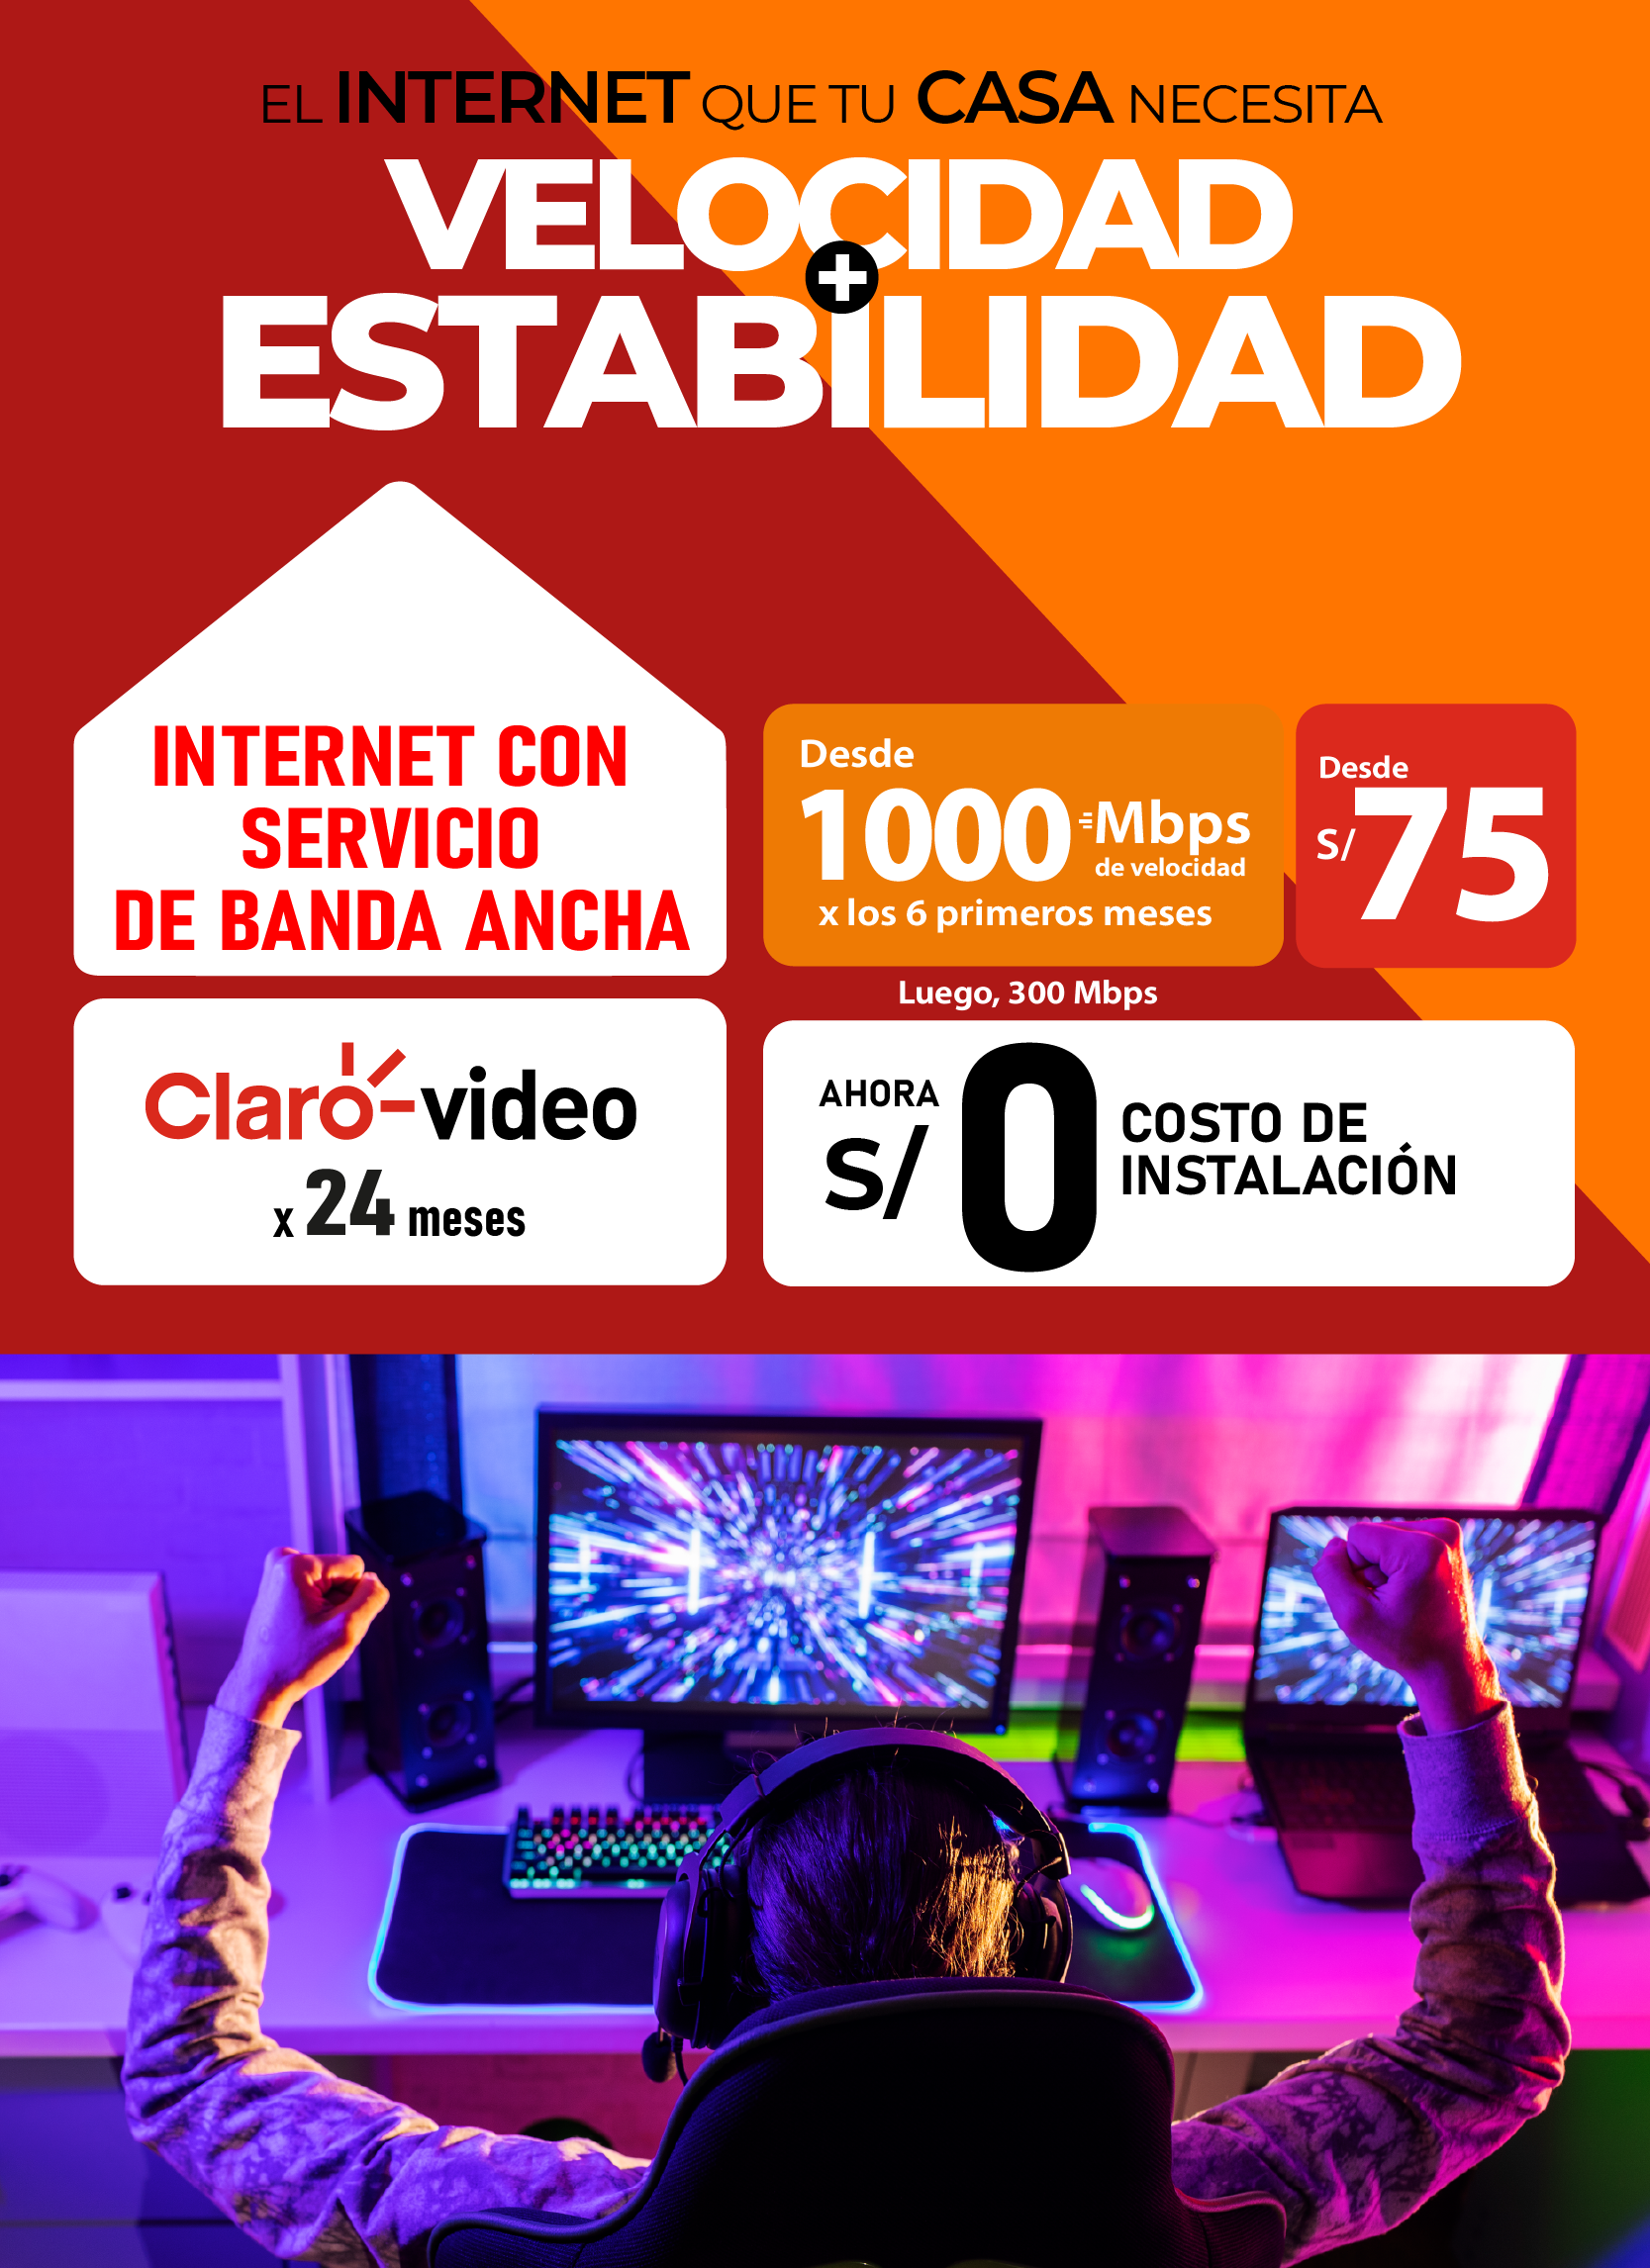 EL INTERNET QUE TU CASA NECESITA
VELOCIDAD
+
ESTABILIDAD
INTERNET CON
SERVICIO
DE BANDA ANCHA
Desde
1000 Mbps
de velocidad
x los 6 primeros meses
Desde
S/75
Luego, 300 Mbps
Claro-video
x 24 meses
AHORA
S/ 0
COSTO DE
INSTALACIÓN